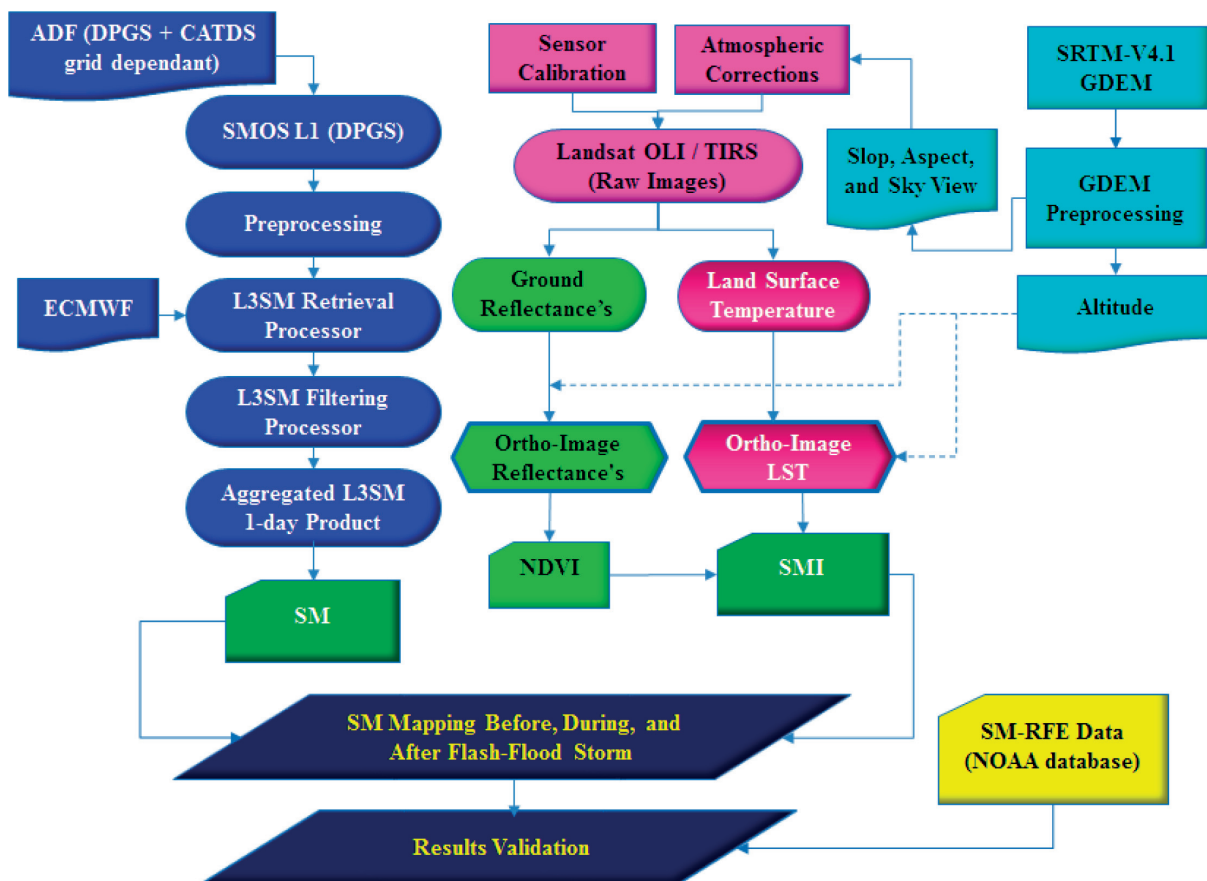 ADF (DPGS + CATDS
grid dependant)
SMOS L1 (DPGS)
Preprocessing
ECMWF
L3SM Retrieval
Processor
L3SM Filtering
Processor
Aggregated L3SM
1-day Product
SM
Sensor
Calibration
Atmospheric
Corrections
Landsat OLI / TIRS
(Raw Images)
Ground
Reflectance's
Land Surface
Temperature
Ortho-Image
Reflectance's
Ortho-Image
LST
NDVI
SMI
SRTM-V4.1
GDEM
Slop, Aspect,
and Sky View
GDEM
Preprocessing
Altitude
SM Mapping Before, During, and
After Flash-Flood Storm
SM-RFE Data
(NOAA database)
Results Validation